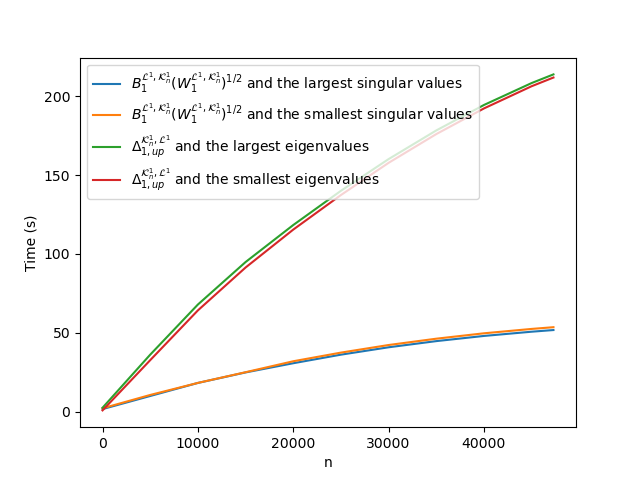 $B_1^{\mathcal{L}^1, \mathcal{K}_n^1}(W_1^{\mathcal{L}^1, \mathcal{K}_n^1})^{1/2}$ and the largest singular values
$B_1^{\mathcal{L}^1, \mathcal{K}_n^1}(W_1^{\mathcal{L}^1, \mathcal{K}_n^1})^{1/2}$ and the smallest singular values
$\Delta_{1,up}^{\mathcal{K}_n^1, \mathcal{L}^1}$ and the largest eigenvalues
$\Delta_{1,up}^{\mathcal{K}_n^1, \mathcal{L}^1}$ and the smallest eigenvalues
200
150
100
50
0
Time (s)
0 10000 20000 30000 40000
n